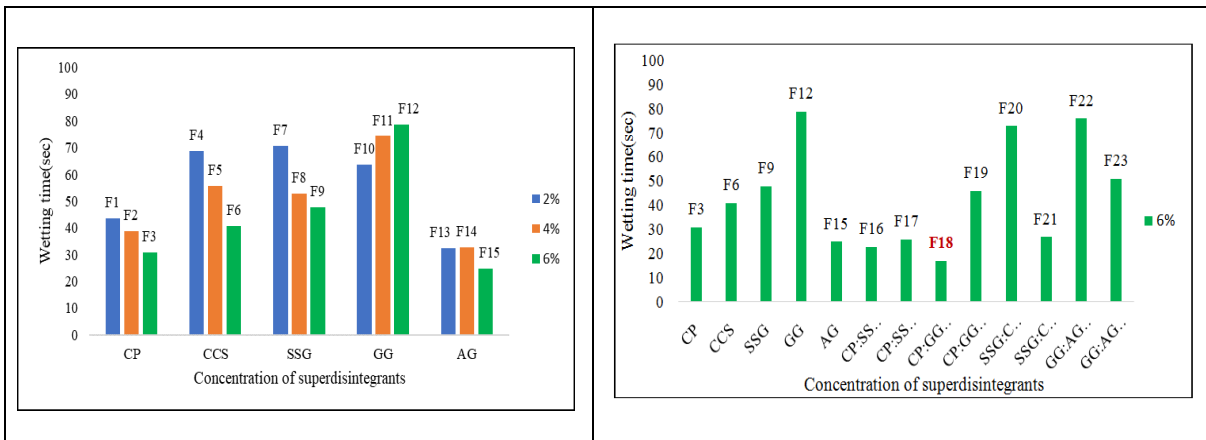 100
90
80
70
60
50
40
30
20
10
0
Wetting time(sec)
F1
F2
F3
F4
F5
F6
F7
F8
F9
F10
F11
F12
F13
F14
F15
2%
4%
6%
CP
CCS
SSG
GG
AG
Concentration of superdisintegrants
100
90
80
70
60
50
40
30
20
10
0
Wetting time(sec)
F3
F6
F9
F12
F15
F16
F17
F18
F19
F20
F21
F22
F23
6%
CP
CCS
SSG
GG
AG
CP:SS..
CP:SS..
CP:GG..
CP:GG..
SSG:C..
SSG:C..
GG:AG..
GG:AG..
Concentration of superdisintegrants